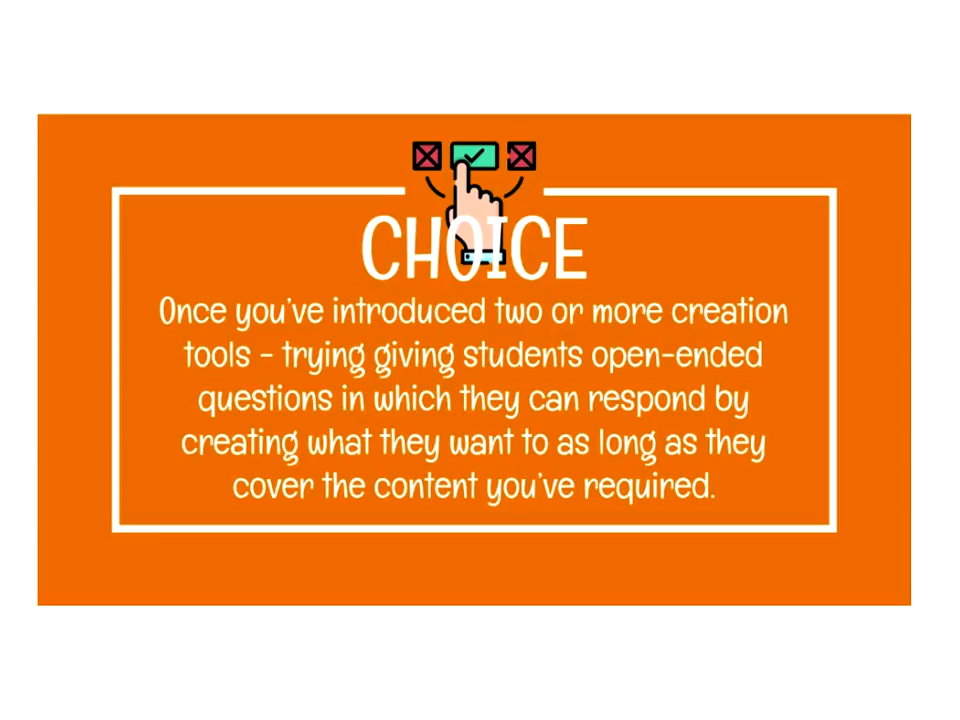 CHOICE
Once you've introduced two or more creation
tools - trying giving students open-ended
questions in which they can respond by
creating what they want to as long as they
cover the content you've required.